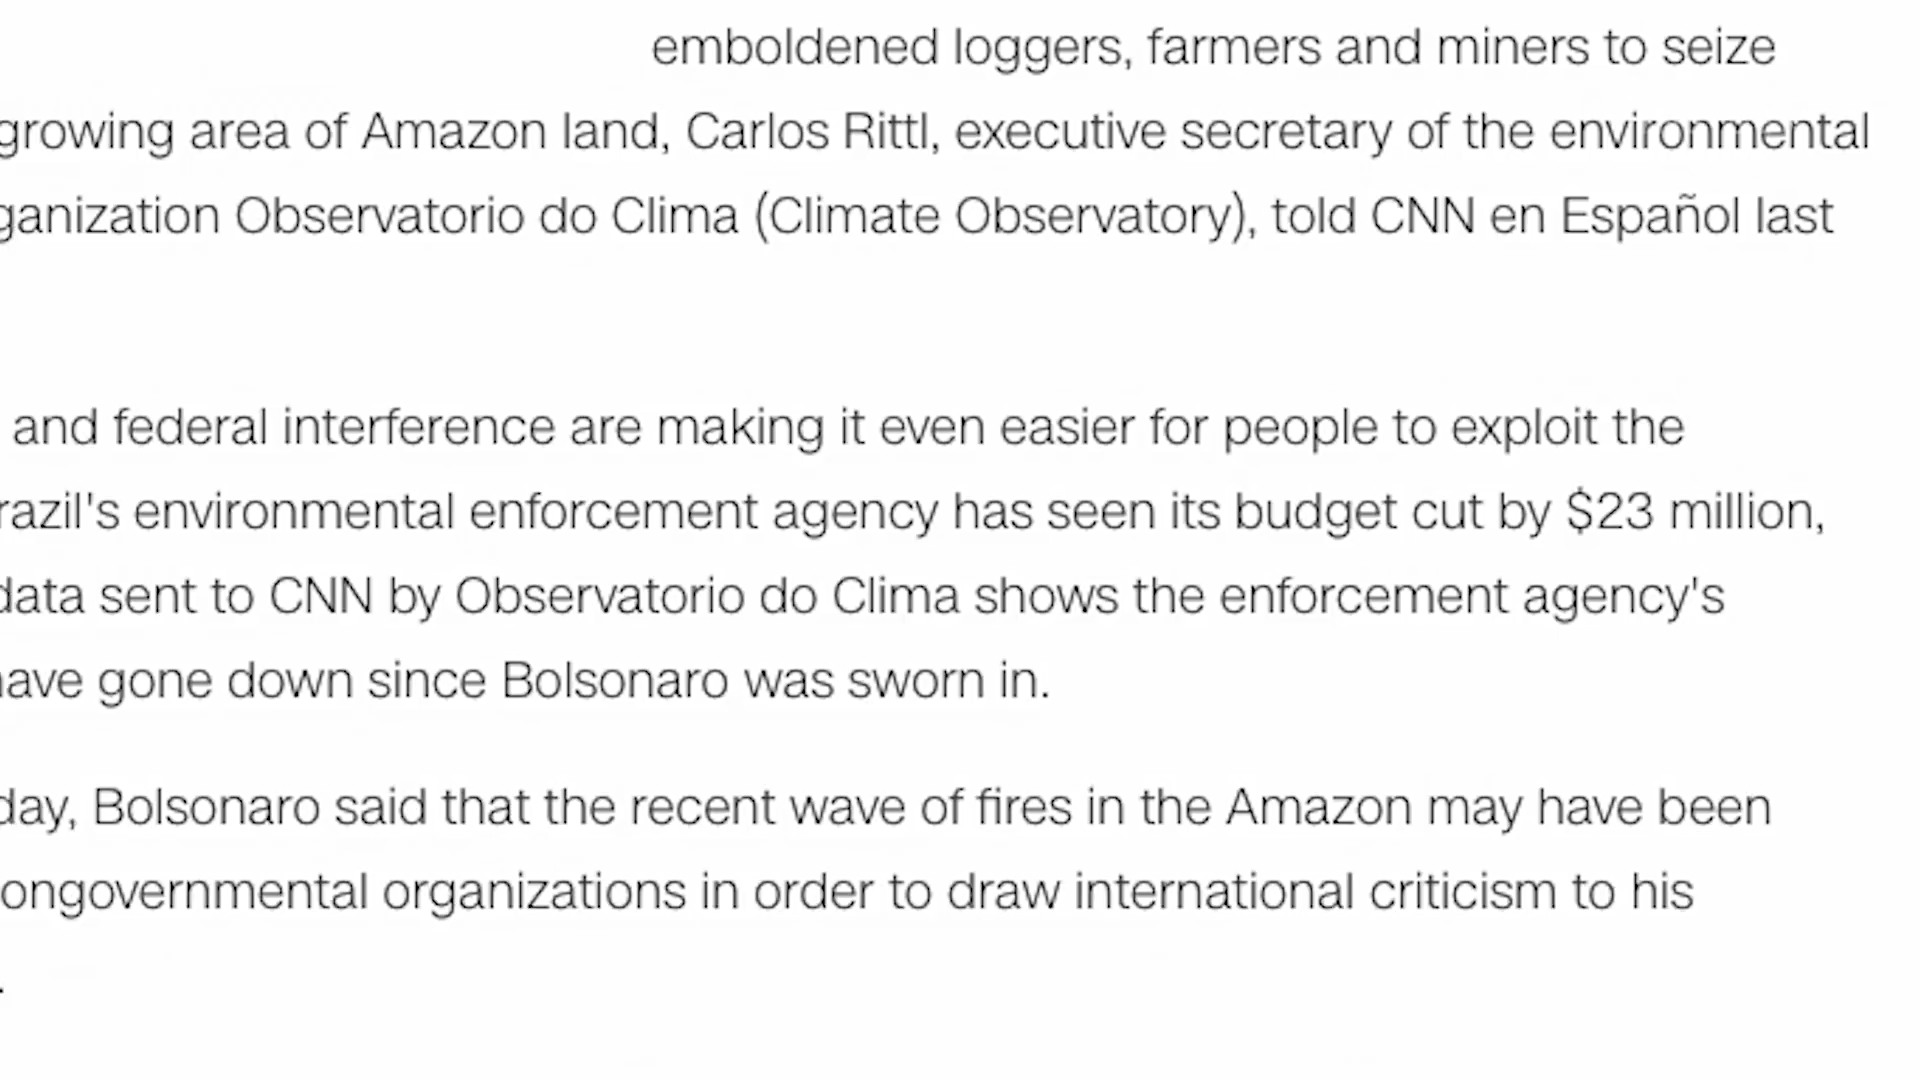 emboldened loggers, farmers and miners to seize
growing area of Amazon land, Carlos Rittl, executive secretary of the environmental
ganization Observatorio do Clima (Climate Observatory), told CNN en Español last
and federal interference are making it even easier for people to exploit the
razil's environmental enforcement agency has seen its budget cut by $23 million,
data sent to CNN by Observatorio do Clima shows the enforcement agency's
have gone down since Bolsonaro was sworn in.
day, Bolsonaro said that the recent wave of fires in the Amazon may have been
ongovernmental organizations in order to draw international criticism to his
.